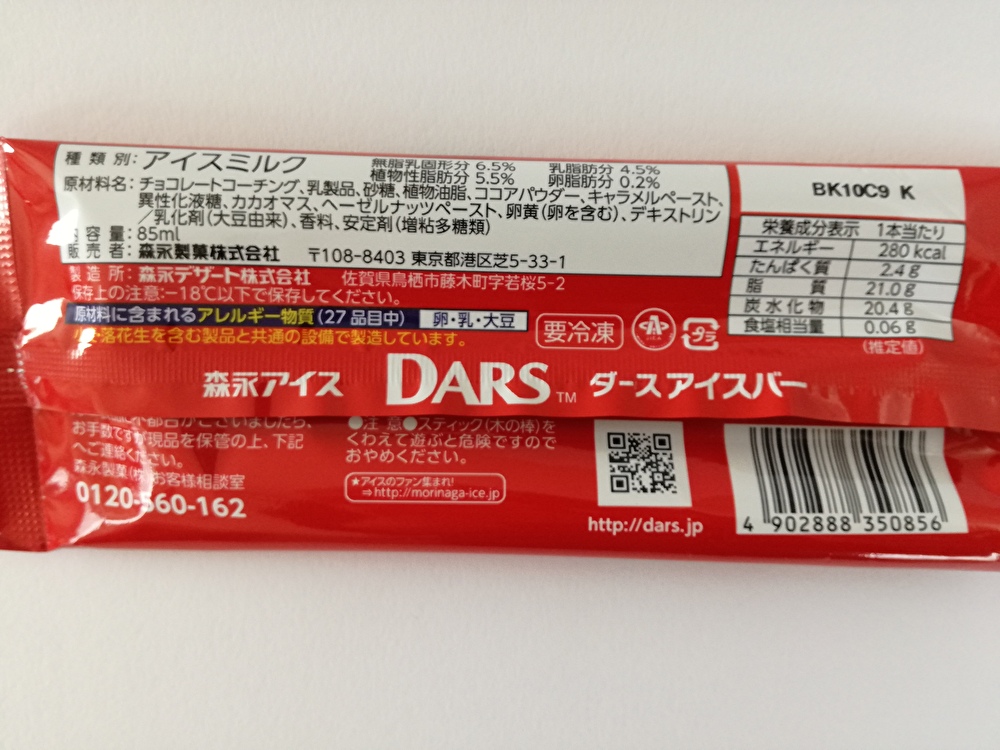 種類別：アイスミルク
無脂乳固形分 6.5% 乳脂肪分 4.5%
植物性脂肪分 5.5% 卵脂肪分 0.2%
原材料名：チョコレートコーチング、乳製品、砂糖、植物油脂、ココアパウダー、キャラメルペースト、
異性化液糖、カカオマス、ヘーゼルナッツペースト、卵黄(卵を含む)、デキストリン
／乳化剤(大豆由来)、香料、安定剤(増粘多糖類)
容量：85ml
販売者：森永製菓株式会社 〒108-8403 東京都港区芝5-33-1
製造所：森永デザート株式会社 佐賀県鳥栖市藤木町字若桜5-2
保存上の注意：−18℃以下で保存してください。
原材料に含まれるアレルギー物質(27品目中) 卵・乳・大豆
落花生を含む製品と共通の設備で製造しています。
要冷凍
プラ
BK10C9 K
栄養成分表示 1本当たり
エネルギー 280 kcal
たんぱく質 2.4 g
脂質 21.0 g
炭水化物 20.4 g
食塩相当量 0.06 g
(推定値)
森永アイス DARS TM ダースアイスバー
不都合がございましたら、
お手数ですが現品を保管の上、下記
へご連絡ください。
森永製菓(株)お客様相談室
0120-560-162
●注意●スティック(木の棒)を
くわえて遊ぶと危険ですので
おやめください。
★アイスのファン集まれ!
⇒http://morinaga-ice.jp
http://dars.jp
4 902888 350856